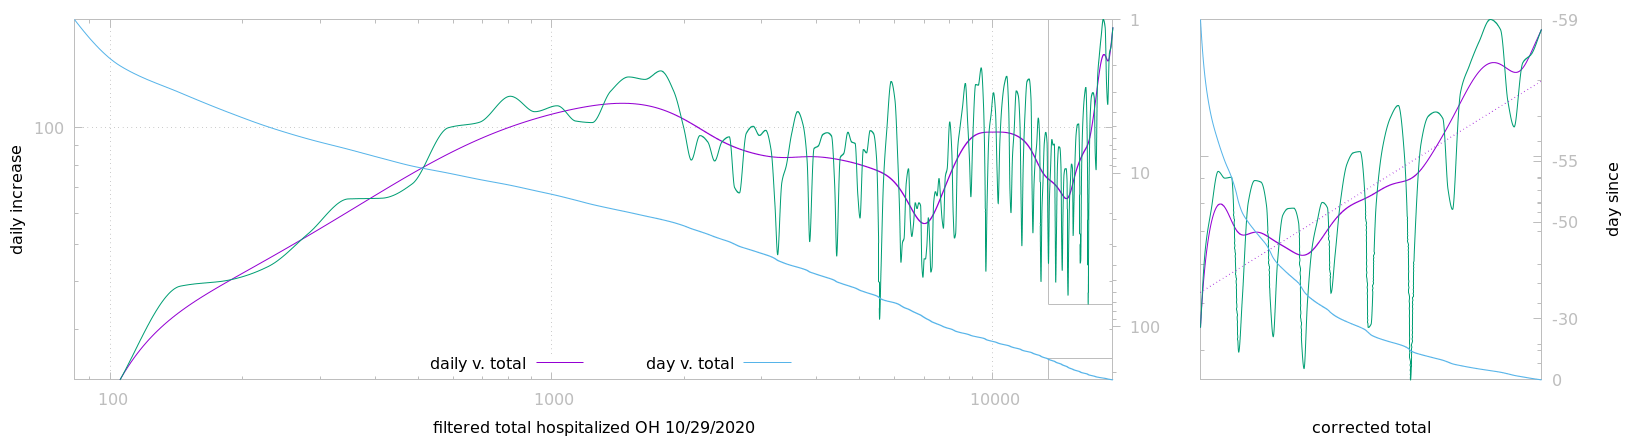 daily increase
100
daily v. total
day v. total
100
1000
10000
filtered total hospitalized OH 10/29/2020
1
10
100
corrected total
-59
-55
-50
-30
0
day since